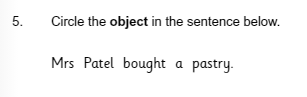 5. Circle the object in the sentence below.
Mrs Patel bought a pastry.